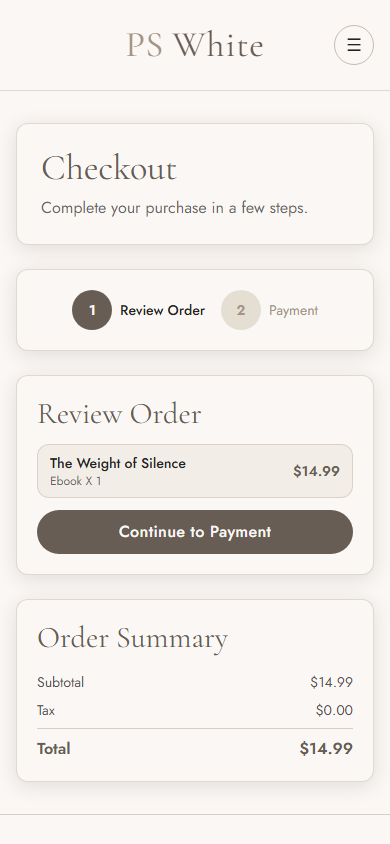 PS White
☰
Checkout
Complete your purchase in a few steps.
1 Review Order 2 Payment
Review Order
The Weight of Silence
Ebook X 1
$14.99
Continue to Payment
Order Summary
Subtotal $14.99
Tax $0.00
Total $14.99